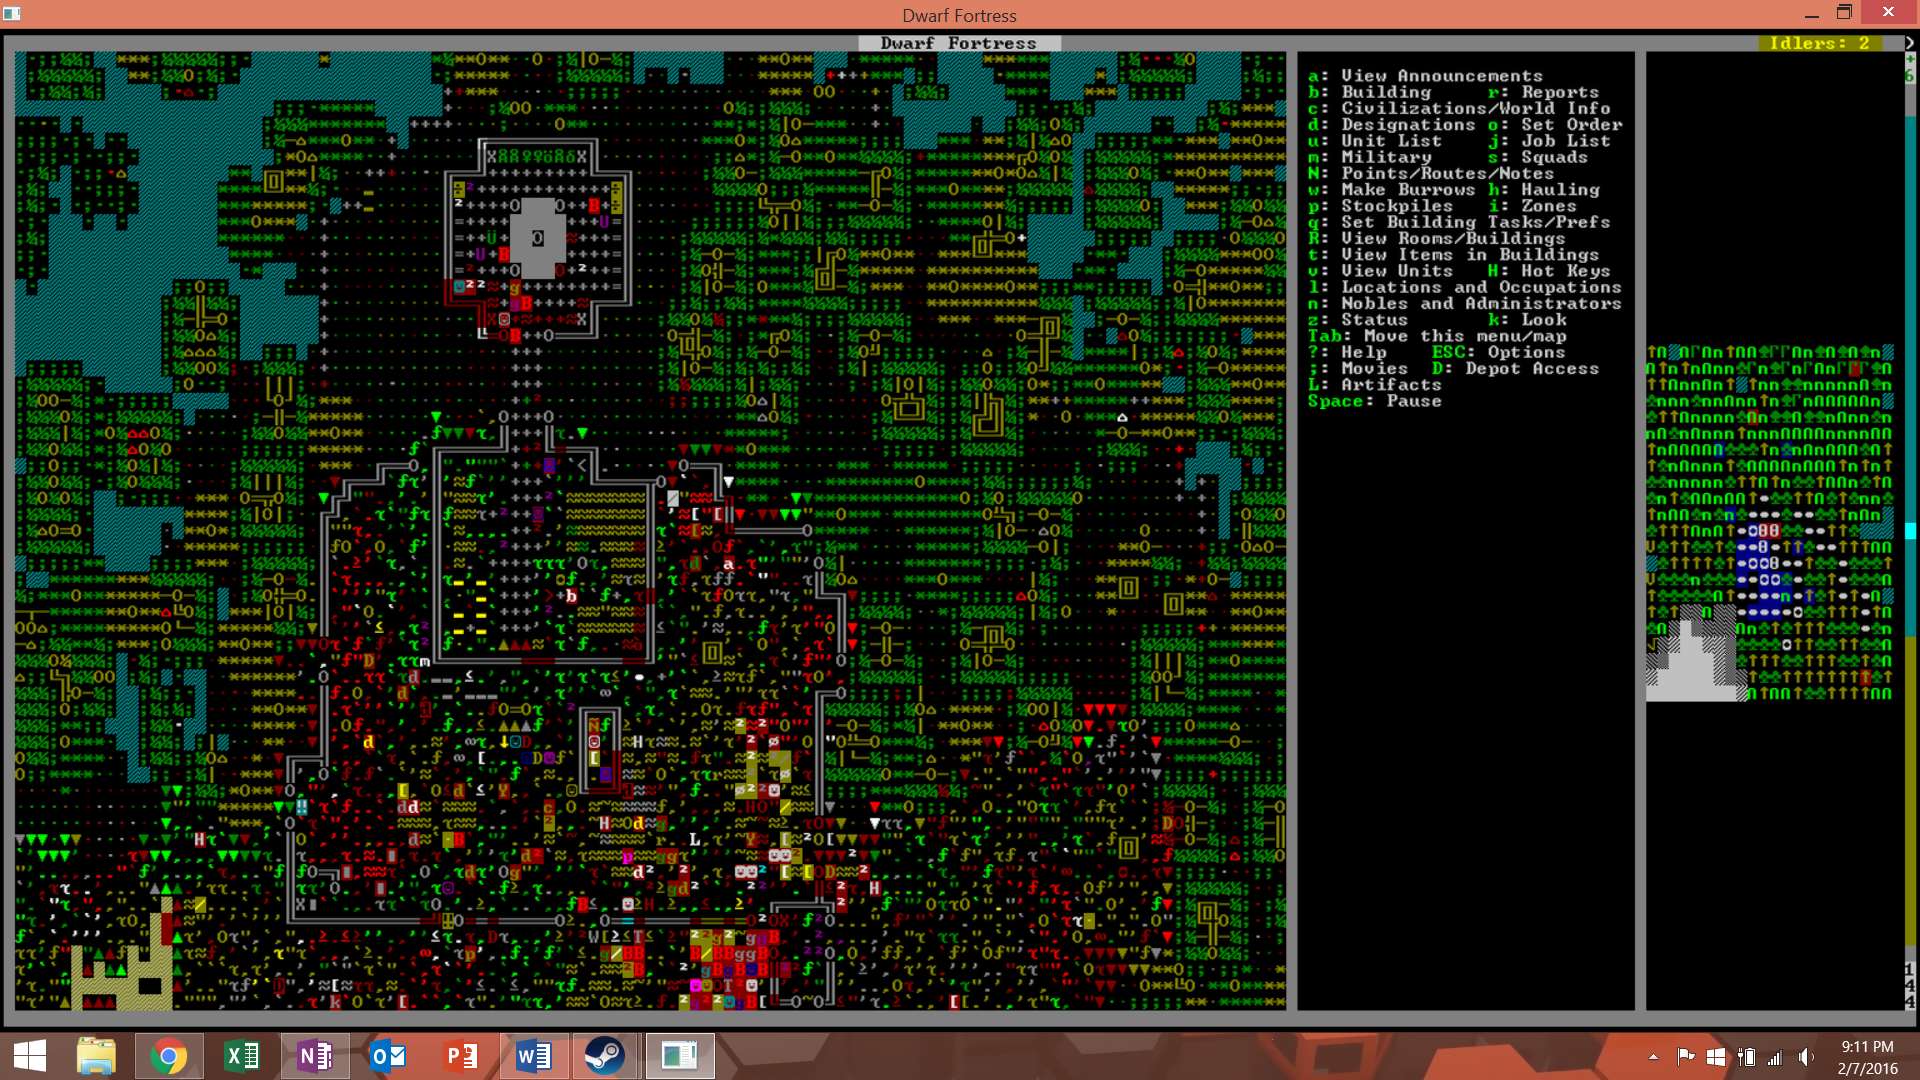 Dwarf Fortress
Dwarf Fortress
Idlers: 2
a: View Announcements
b: Building r: Reports
c: Civilizations/World Info
d: Designations o: Set Order
u: Unit List j: Job List
m: Military s: Squads
N: Points/Routes/Notes
w: Make Burrows h: Hauling
p: Stockpiles i: Zones
q: Set Building Tasks/Prefs
R: View Rooms/Buildings
t: View Items in Buildings
v: View Units H: Hot Keys
l: Locations and Occupations
n: Nobles and Administrators
z: Status k: Look
Tab: Move this menu/map
?: Help ESC: Options
;: Movies D: Depot Access
L: Artifacts
Space: Pause
+6
144
9:11 PM
2/7/2016